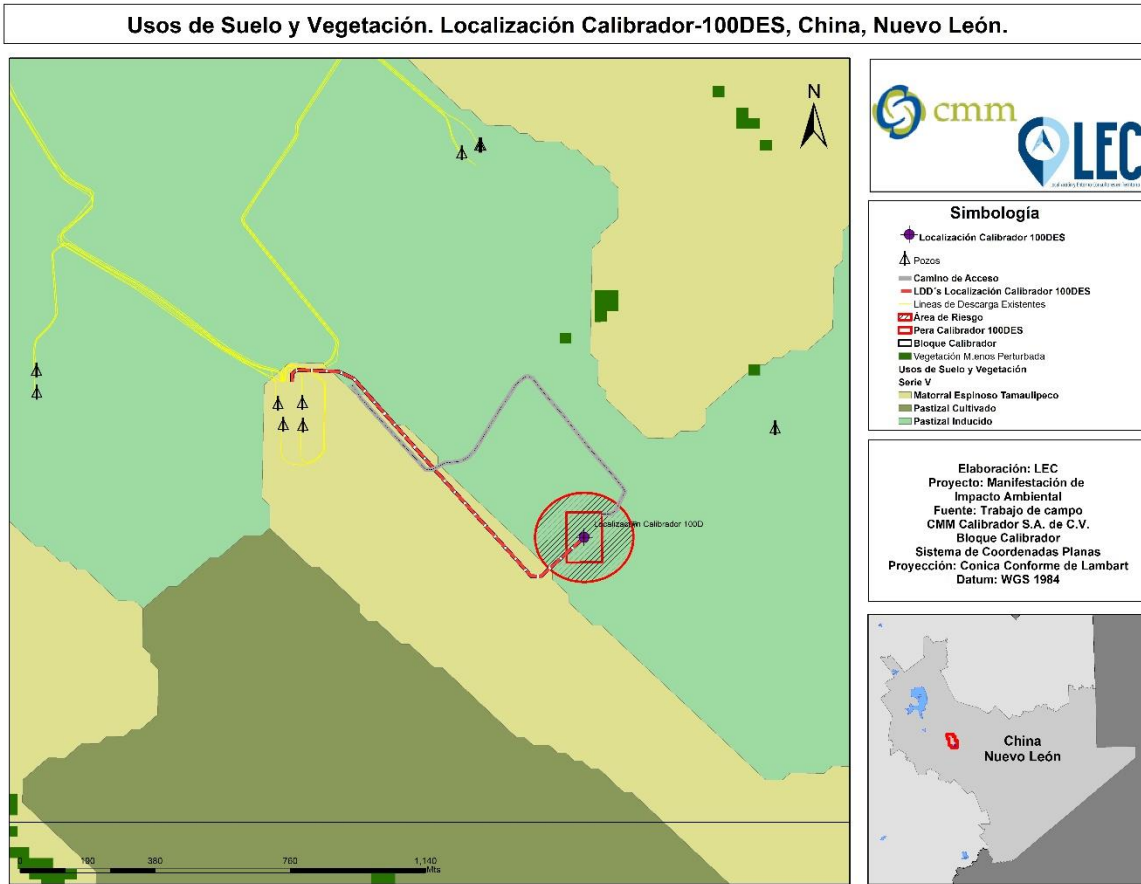 Usos de Suelo y Vegetación. Localización Calibrador-100DES, China, Nuevo León.
N
Localización Calibrador 100D
0 190 380 760 1,140
Mts
cmm
LEC
Simbología
Localización Calibrador 100DES
Pozos
Camino de Acceso
LDD's Localización Calibrador 100DES
Lineas de Descarga Existentes
Área de Riesgo
Pera Calibrador 100DES
Bloque Calibrador
Vegetación M.enos Perturbada
Usos de Suelo y Vegetación
Serie V
Matorral Espinoso Tamaulipeco
Pastizal Cultivado
Pastizal Inducido
Elaboración: LEC
Proyecto: Manifestación de
Impacto Ambiental
Fuente: Trabajo de campo
CMM Calibrador S.A. de C.V.
Bloque Calibrador
Sistema de Coordenadas Planas
Proyección: Conica Conforme de Lambart
Datum: WGS 1984
China
Nuevo León